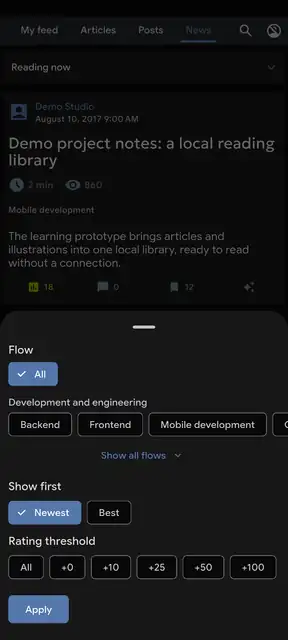 My feed Articles Posts News
Reading now
Demo Studio
August 10, 2017 9:00 AM
Demo project notes: a local reading
library
2 min 860
Mobile development
The learning prototype brings articles and
illustrations into one local library, ready to read
without a connection.
18 0 12
Flow
All
Development and engineering
Backend Frontend Mobile development
Show all flows
Show first
Newest Best
Rating threshold
All +0 +10 +25 +50 +100
Apply